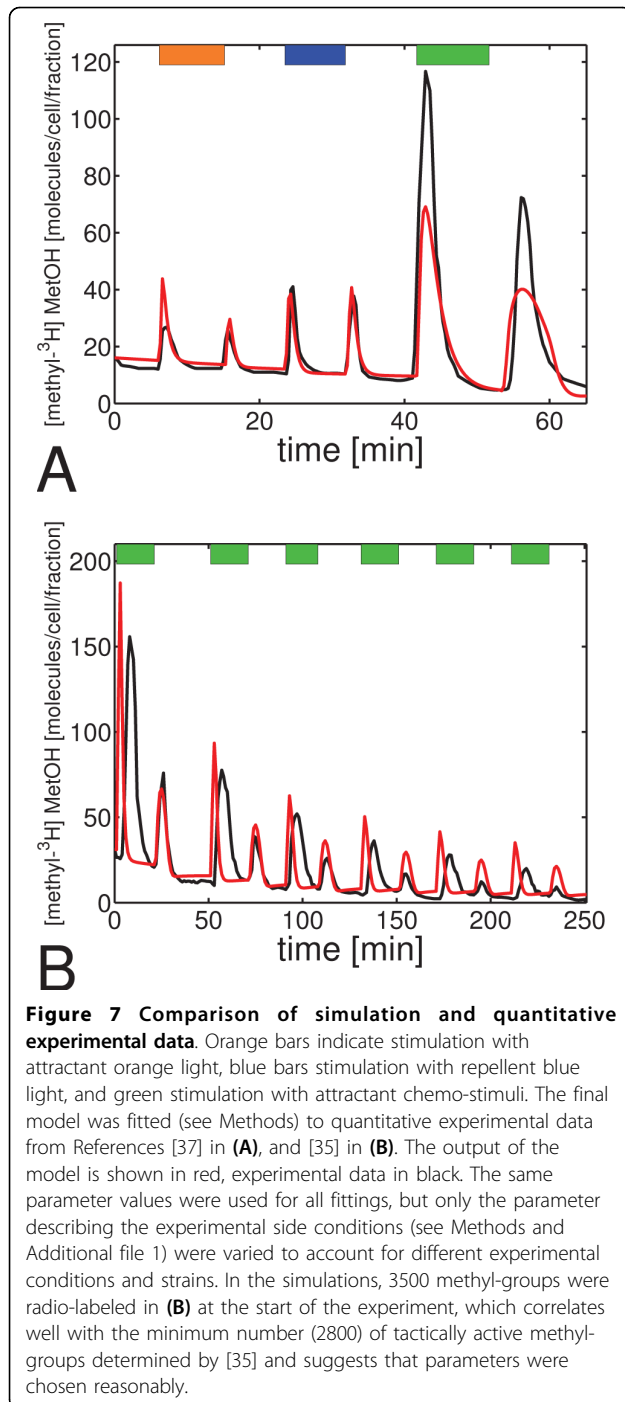 120
100
80
60
40
20
0
[methyl-³H] MetOH [molecules/cell/fraction]
0 20 40 60
time [min]
A
200
150
100
50
0
[methyl-³H] MetOH [molecules/cell/fraction]
0 50 100 150 200 250
time [min]
B
Figure 7 Comparison of simulation and quantitative
experimental data. Orange bars indicate stimulation with
attractant orange light, blue bars stimulation with repellent blue
light, and green stimulation with attractant chemo-stimuli. The final
model was fitted (see Methods) to quantitative experimental data
from References [37] in (A), and [35] in (B). The output of the
model is shown in red, experimental data in black. The same
parameter values were used for all fittings, but only the parameter
describing the experimental side conditions (see Methods and
Additional file 1) were varied to account for different experimental
conditions and strains. In the simulations, 3500 methyl-groups were
radio-labeled in (B) at the start of the experiment, which correlates
well with the minimum number (2800) of tactically active methyl-
groups determined by [35] and suggests that parameters were
chosen reasonably.